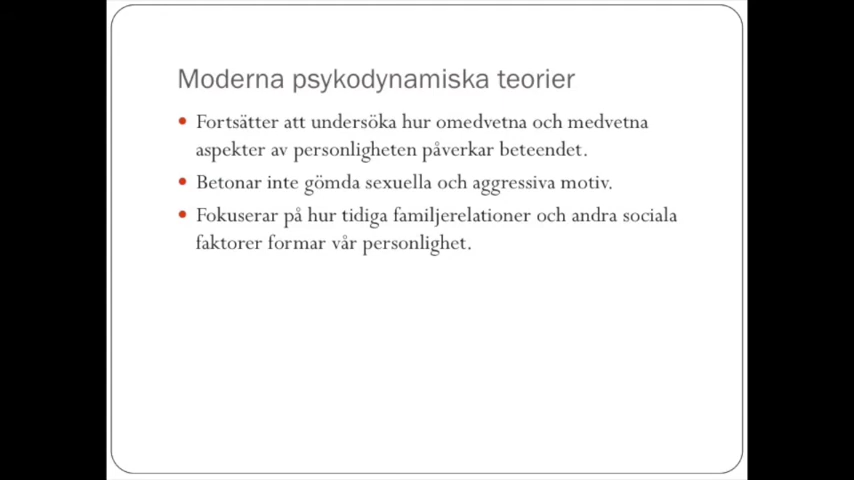 Moderna psykodynamiska teorier
• Fortsätter att undersöka hur omedvetna och medvetna
aspekter av personligheten påverkar beteendet.
• Betonar inte gömda sexuella och aggressiva motiv.
• Fokuserar på hur tidiga familjerelationer och andra sociala
faktorer formar vår personlighet.